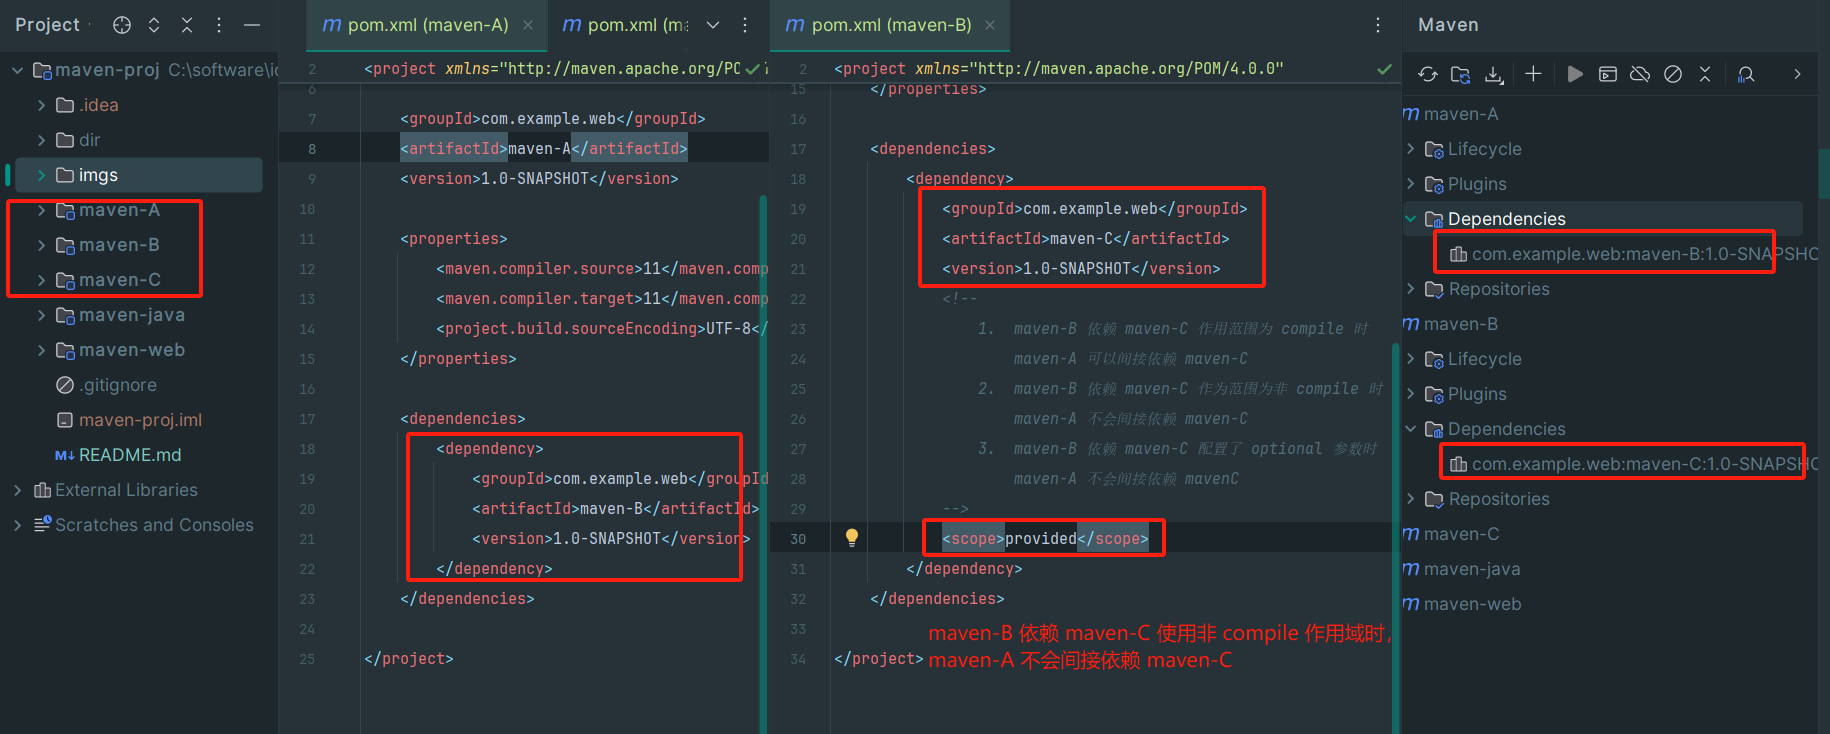 Project
maven-proj C:\software\ic
.idea
dir
imgs
maven-A
maven-B
maven-C
maven-java
maven-web
.gitignore
maven-proj.iml
README.md
External Libraries
Scratches and Consoles
pom.xml (maven-A)
pom.xml (ma
2 <project xmlns="http://maven.apache.org/PO
6
7 <groupId>com.example.web</groupId>
8 <artifactId>maven-A</artifactId>
9 <version>1.0-SNAPSHOT</version>
10
11 <properties>
12 <maven.compiler.source>11</maven.comp
13 <maven.compiler.target>11</maven.comp
14 <project.build.sourceEncoding>UTF-8</
15 </properties>
16
17 <dependencies>
18 <dependency>
19 <groupId>com.example.web</groupId
20 <artifactId>maven-B</artifactId>
21 <version>1.0-SNAPSHOT</version>
22 </dependency>
23 </dependencies>
24
25 </project>
pom.xml (maven-B)
2 <project xmlns="http://maven.apache.org/POM/4.0.0"
15 </properties>
16
17 <dependencies>
18 <dependency>
19 <groupId>com.example.web</groupId>
20 <artifactId>maven-C</artifactId>
21 <version>1.0-SNAPSHOT</version>
22 <!--
23 1. maven-B 依赖 maven-C 作用范围为 compile 时
24 maven-A 可以间接依赖 maven-C
25 2. maven-B 依赖 maven-C 作为范围为非 compile 时
26 maven-A 不会间接依赖 maven-C
27 3. maven-B 依赖 maven-C 配置了 optional 参数时
28 maven-A 不会间接依赖 mavenC
29 -->
30 <scope>provided</scope>
31 </dependency>
32 </dependencies>
33
34 </project>
maven-B 依赖 maven-C 使用非 compile 作用域时,
maven-A 不会间接依赖 maven-C
Maven
maven-A
Lifecycle
Plugins
Dependencies
com.example.web:maven-B:1.0-SNAPSHO
Repositories
maven-B
Lifecycle
Plugins
Dependencies
com.example.web:maven-C:1.0-SNAPSHO
Repositories
maven-C
maven-java
maven-web